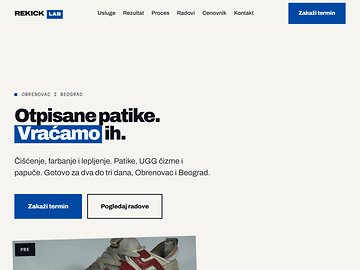 REKICK LAB
Usluge Rezultat Proces Radovi Cenovnik Kontakt
Zakaži termin
OBRENOVAC I BEOGRAD
Otpisane patike.
Vraćamo ih.
Čišćenje, farbanje i lepljenje. Patike, UGG čizme i
papuče. Gotovo za dva do tri dana, Obrenovac i Beograd.
Zakaži termin
Pogledaj radove
PRE